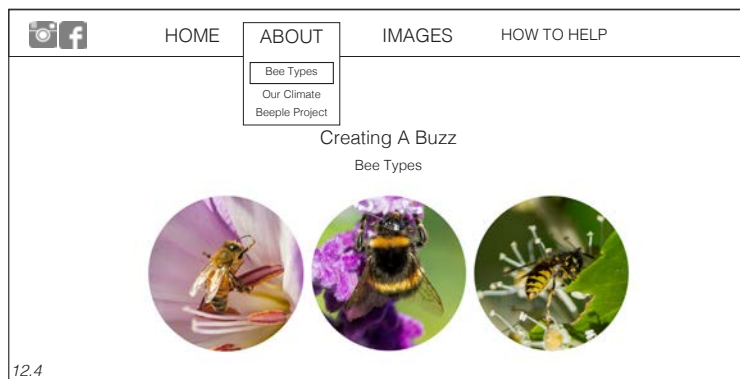 HOME ABOUT IMAGES HOW TO HELP
Bee Types
Our Climate
Beeple Project
Creating A Buzz
Bee Types
12.4